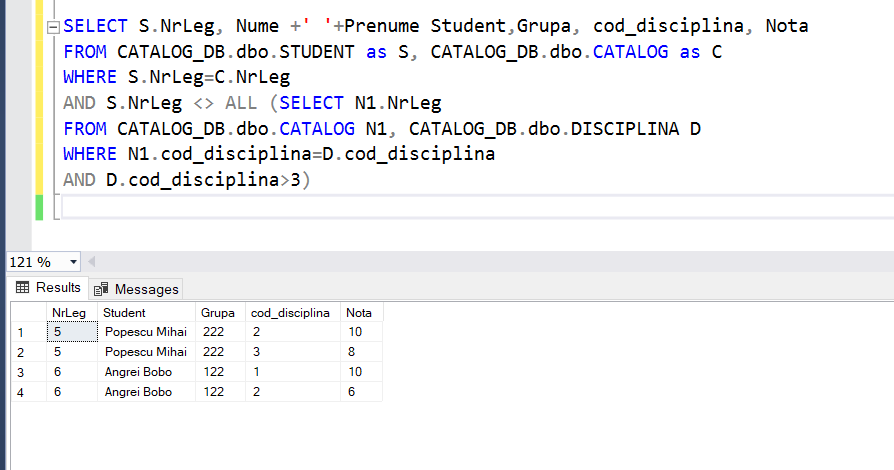 SELECT S.NrLeg, Nume +' '+Prenume Student,Grupa, cod_disciplina, Nota
FROM CATALOG_DB.dbo.STUDENT as S, CATALOG_DB.dbo.CATALOG as C
WHERE S.NrLeg=C.NrLeg
AND S.NrLeg <> ALL (SELECT N1.NrLeg
FROM CATALOG_DB.dbo.CATALOG N1, CATALOG_DB.dbo.DISCIPLINA D
WHERE N1.cod_disciplina=D.cod_disciplina
AND D.cod_disciplina>3)
121 %
Results Messages
NrLeg Student Grupa cod_disciplina Nota
1 5 Popescu Mihai 222 2 10
2 5 Popescu Mihai 222 3 8
3 6 Angrei Bobo 122 1 10
4 6 Angrei Bobo 122 2 6